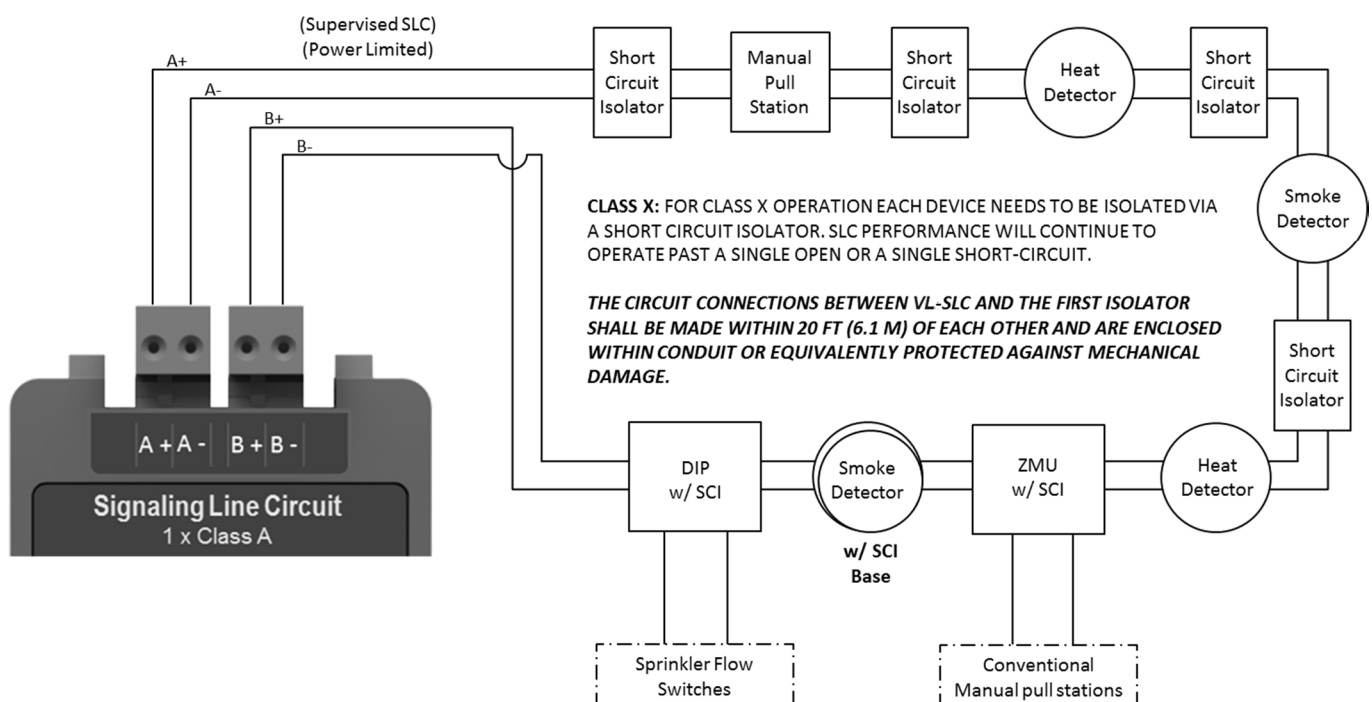 (Supervised SLC)
(Power Limited)
A+
A-
B+
B-
Short
Circuit
Isolator
Manual
Pull
Station
Short
Circuit
Isolator
Heat
Detector
Short
Circuit
Isolator
Smoke
Detector
CLASS X: FOR CLASS X OPERATION EACH DEVICE NEEDS TO BE ISOLATED VIA
A SHORT CIRCUIT ISOLATOR. SLC PERFORMANCE WILL CONTINUE TO
OPERATE PAST A SINGLE OPEN OR A SINGLE SHORT-CIRCUIT.
THE CIRCUIT CONNECTIONS BETWEEN VL-SLC AND THE FIRST ISOLATOR
SHALL BE MADE WITHIN 20 FT (6.1 M) OF EACH OTHER AND ARE ENCLOSED
WITHIN CONDUIT OR EQUIVALENTLY PROTECTED AGAINST MECHANICAL
DAMAGE.
Short
Circuit
Isolator
A+ A- B+ B-
Signaling Line Circuit
1 x Class A
DIP
w/ SCI
Smoke
Detector
w/ SCI
Base
ZMU
w/ SCI
Heat
Detector
Sprinkler Flow
Switches
Conventional
Manual pull stations